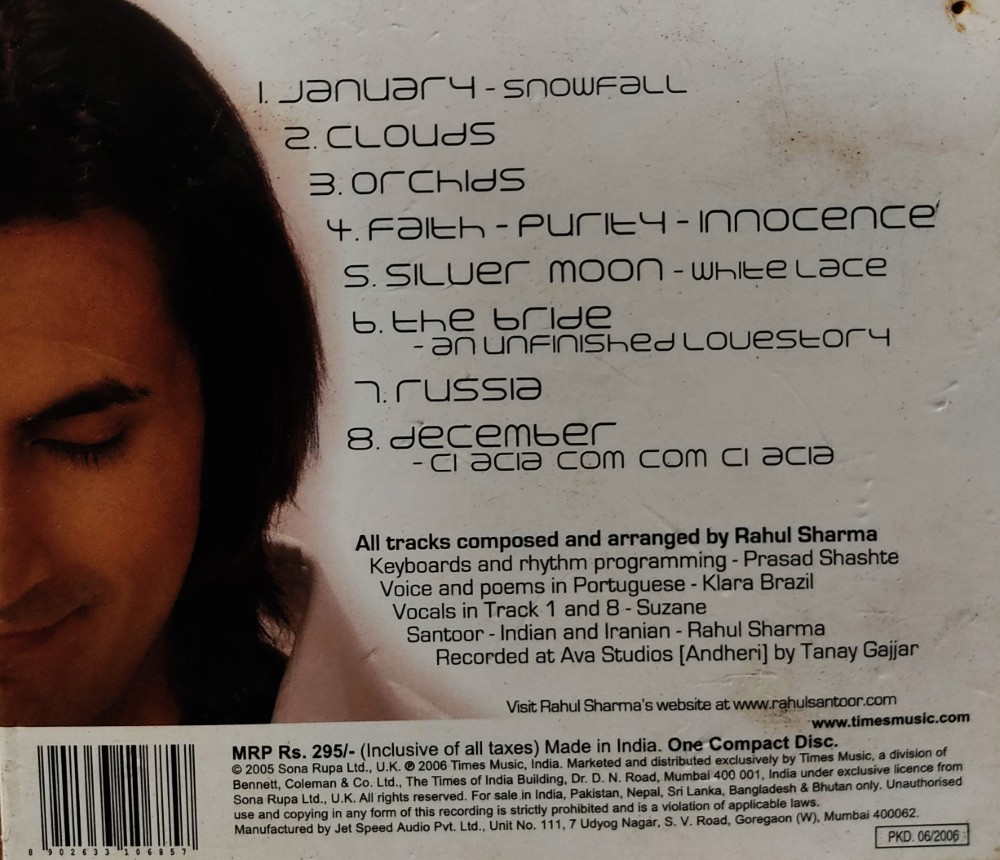 1. January - snowfall
2. clouds
3. orchids
4. Faith - purity - innocence
5. silver moon - white lace
6. the bride
- an unfinished lovestory
7. russia
8. december
- ci acia com com ci acia
All tracks composed and arranged by Rahul Sharma
Keyboards and rhythm programming - Prasad Shashte
Voice and poems in Portuguese - Klara Brazil
Vocals in Track 1 and 8 - Suzane
Santoor - Indian and Iranian - Rahul Sharma
Recorded at Ava Studios [Andheri] by Tanay Gajjar
Visit Rahul Sharma's website at www.rahulsantoor.com
www.timesmusic.com
MRP Rs. 295/- (Inclusive of all taxes) Made in India. One Compact Disc.
© 2005 Sona Rupa Ltd., U.K. ℗ 2006 Times Music, India. Marketed and distributed exclusively by Times Music, a division of
Bennett, Coleman & Co. Ltd., The Times of India Building, Dr. D. N. Road, Mumbai 400 001, India under exclusive licence from
Sona Rupa Ltd., U.K. All rights reserved. For sale in India, Pakistan, Nepal, Sri Lanka, Bangladesh & Bhutan only. Unauthorised
use and copying in any form of this recording is strictly prohibited and is a violation of applicable laws.
Manufactured by Jet Speed Audio Pvt. Ltd., Unit No. 111, 7 Udyog Nagar, S. V. Road, Goregaon (W), Mumbai 400062.
8 902633 106857
PKD. 06/2006